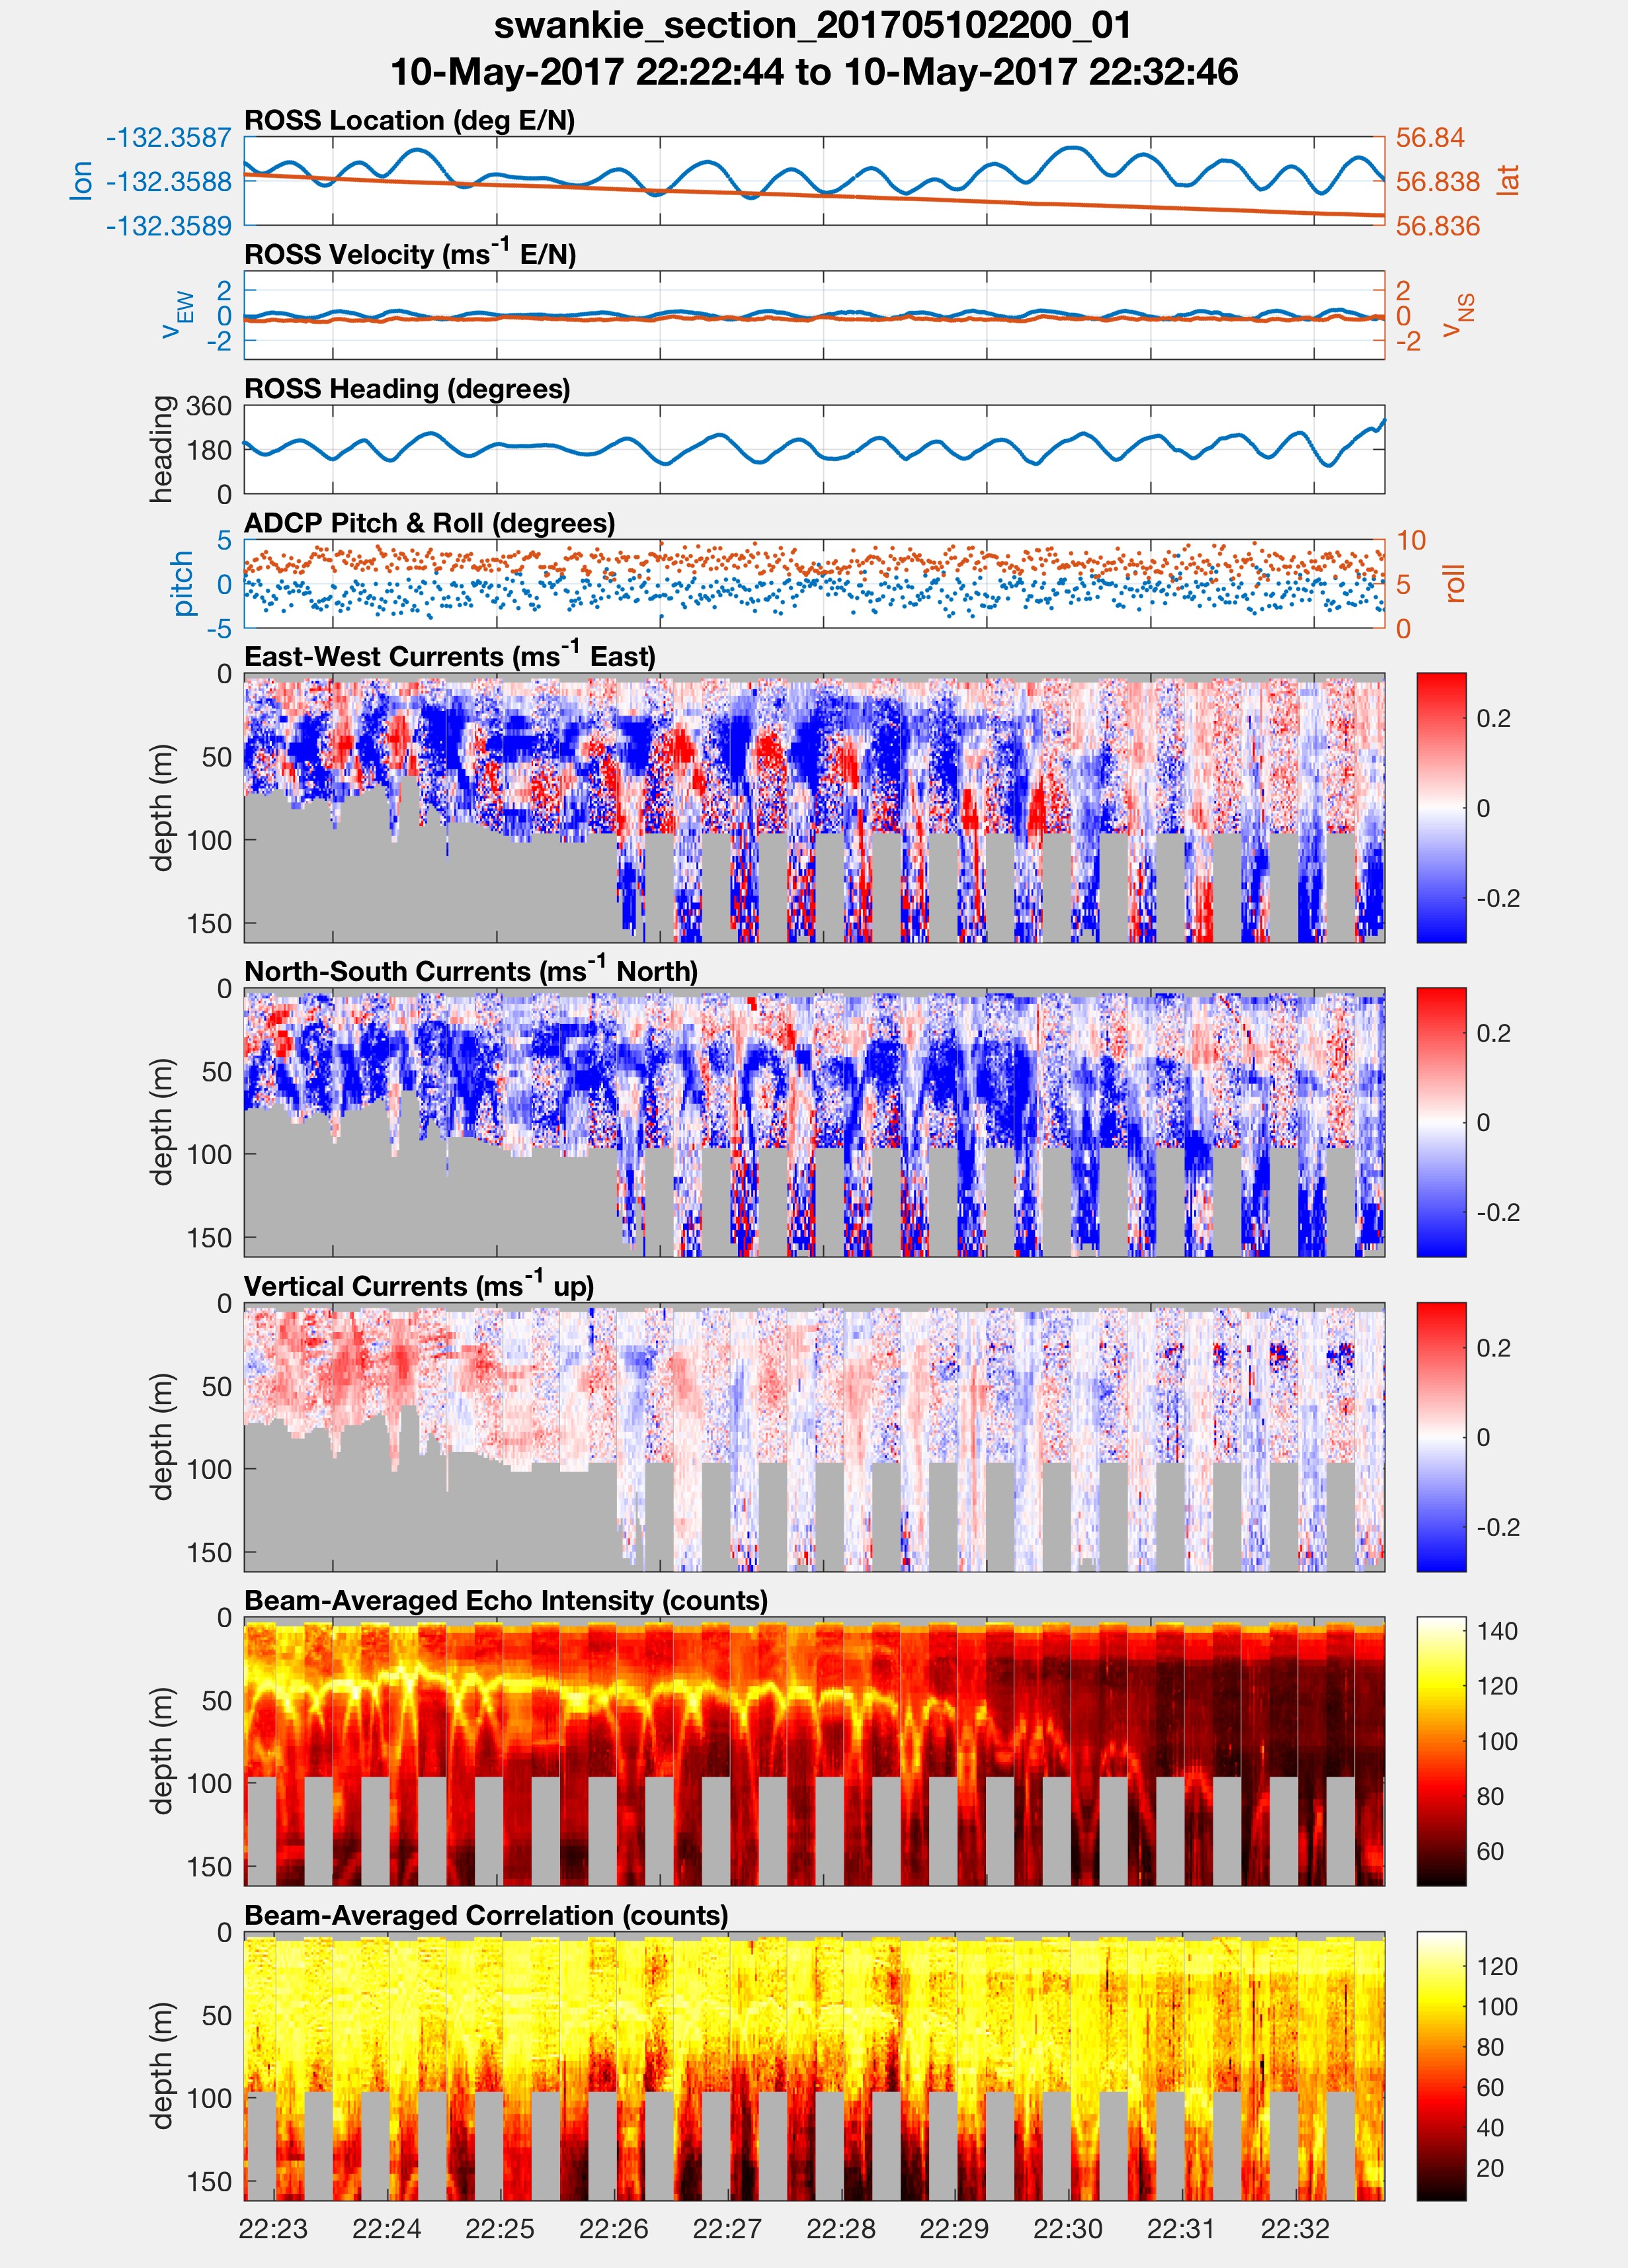 swankie_section_201705102200_01
10-May-2017 22:22:44 to 10-May-2017 22:32:46
ROSS Location (deg E/N)
-132.3587
-132.3588
-132.3589
lon
56.84
56.838
56.836
lat
ROSS Velocity (ms-1 E/N)
2
0
-2
vEW
2
0
-2
vNS
ROSS Heading (degrees)
360
180
0
heading
ADCP Pitch & Roll (degrees)
5
0
-5
pitch
10
5
0
roll
East-West Currents (ms-1 East)
0
50
100
150
depth (m)
0.2
0
-0.2
North-South Currents (ms-1 North)
0
50
100
150
depth (m)
0.2
0
-0.2
Vertical Currents (ms-1 up)
0
50
100
150
depth (m)
0.2
0
-0.2
Beam-Averaged Echo Intensity (counts)
0
50
100
150
depth (m)
140
120
100
80
60
Beam-Averaged Correlation (counts)
0
50
100
150
depth (m)
120
100
80
60
40
20
22:23 22:24 22:25 22:26 22:27 22:28 22:29 22:30 22:31 22:32